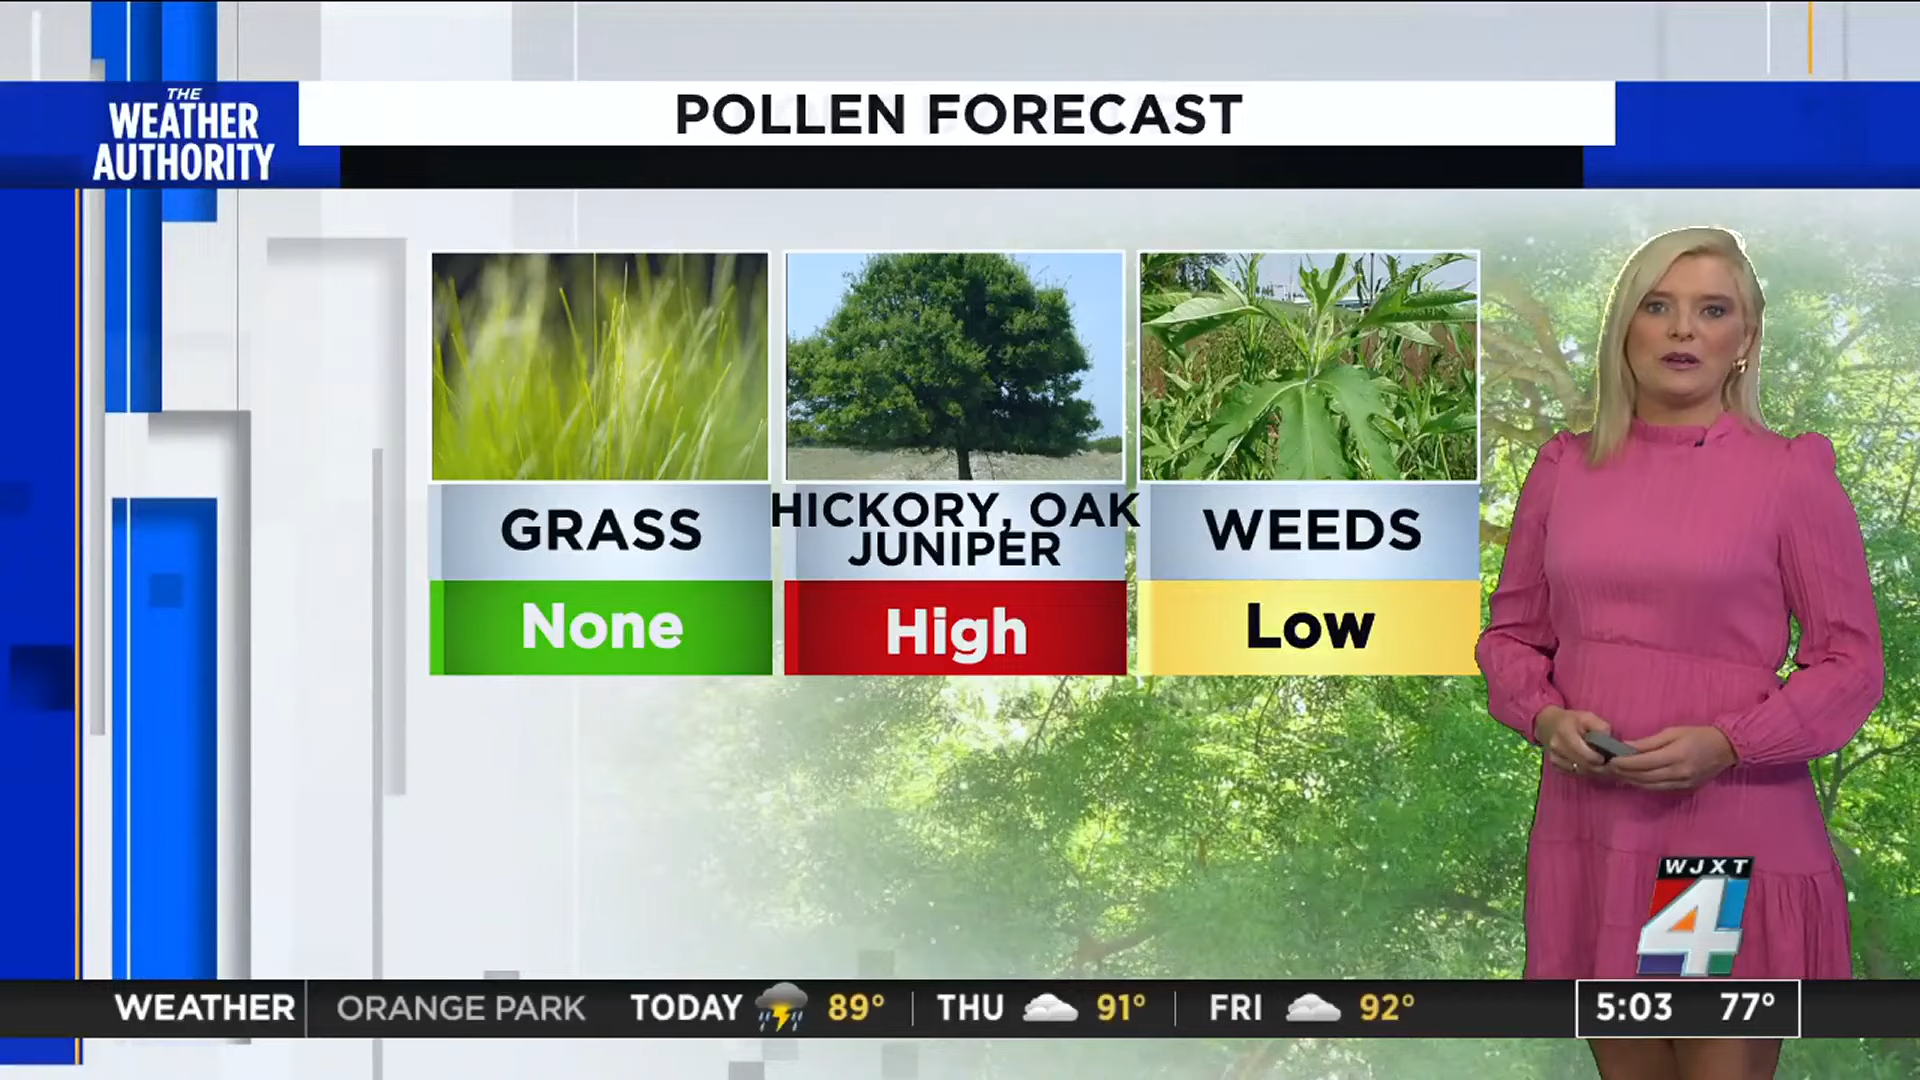 THE
WEATHER
AUTHORITY
POLLEN FORECAST
GRASS
None
HICKORY, OAK
JUNIPER
High
WEEDS
Low
WJXT
4
WEATHER ORANGE PARK TODAY 89° THU 91° FRI 92° 5:03 77°